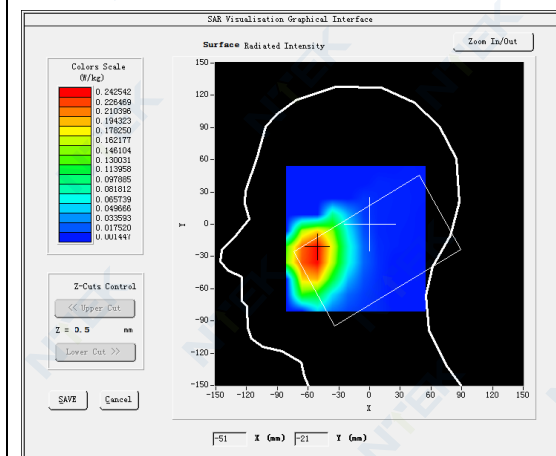 SAR Visualisation Graphical Interface
Surface Radiated Intensity
Zoom In/Out
Colors Scale
(W/kg)
0.242542
0.226469
0.210396
0.194323
0.178250
0.162177
0.146104
0.130031
0.113958
0.097885
0.081812
0.065739
0.049666
0.033593
0.017520
0.001447
Z-Cuts Control
<< Upper Cut
Z = 0.5 mm
Lower Cut >>
SAVE Cancel
150
120
90
60
30
0
-30
-60
-90
-120
-150
Y
-150 -120 -90 -60 -30 0 30 60 90 120 150
X
-51 X (mm) -21 Y (mm)
NTEK